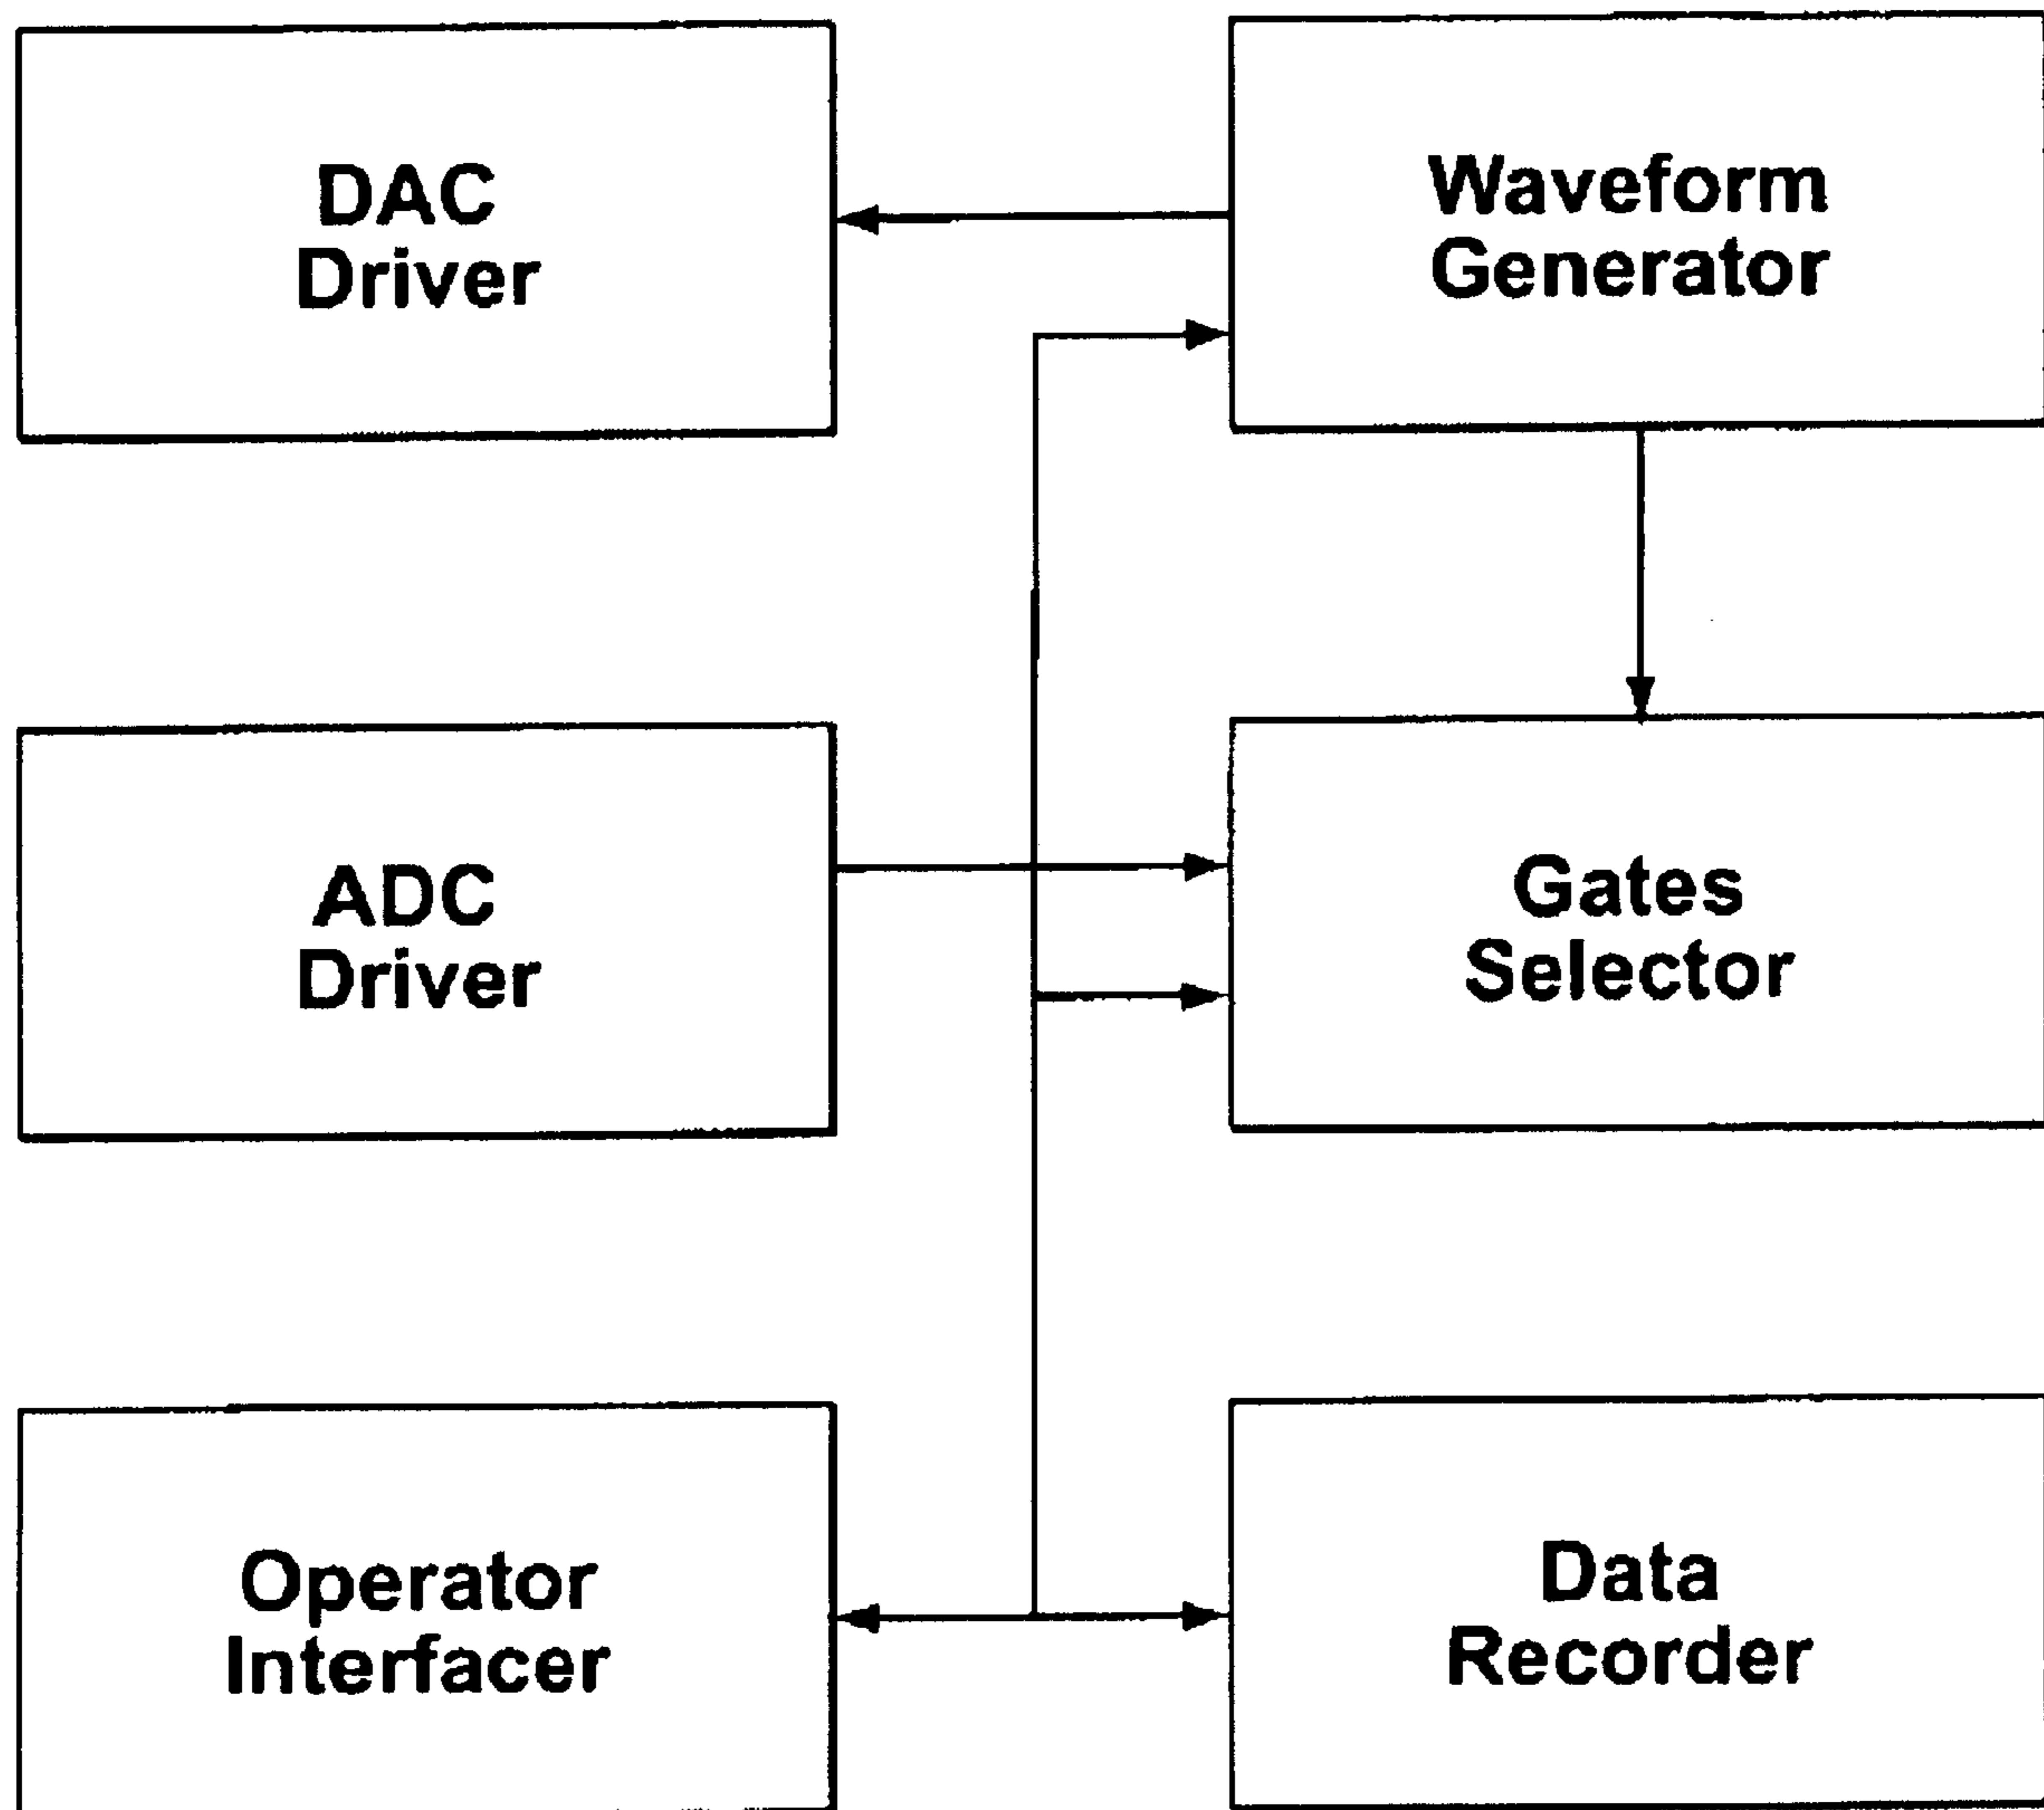 DAC
Driver
Waveform
Generator
ADC
Driver
Gates
Selector
Operator
Interfacer
Data
Recorder